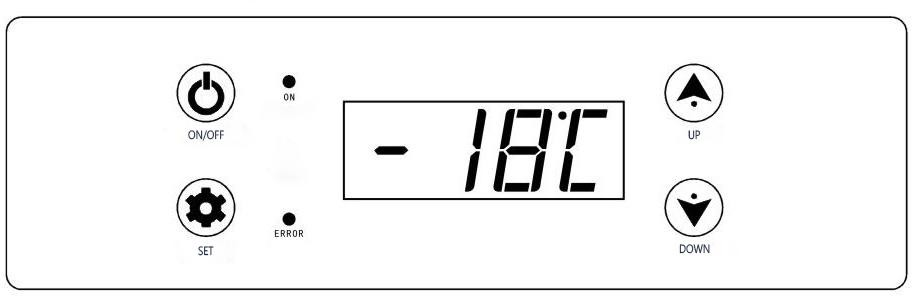 ON/OFF
ON
- 18°C
UP
SET
ERROR
DOWN